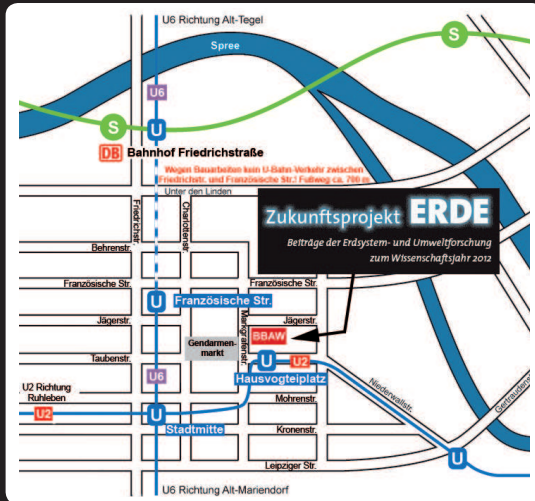 U6 Richtung Alt-Tegel
S
Spree
U6
S
U
DB Bahnhof Friedrichstraße
Wegen Bauarbeiten kein U-Bahn-Verkehr zwischen
Friedrichstr. und Französische Str.! Fußweg ca. 700 m
Unter den Linden
Friedrichstr.
Charlottenstr.
Zukunftsprojekt ERDE
Beiträge der Erdsystem- und Umweltforschung
zum Wissenschaftsjahr 2012
Behrenstr.
Französische Str.
Französische Str.
U Französische Str.
Jägerstr.
Markgrafenstr.
Jägerstr.
BBAW
Gendarmen-
markt
Taubenstr.
U
U2
U6
Hausvogteiplatz
U2 Richtung
Ruhleben
Niederwallstr.
Gertraudens
Mohrenstr.
U2
U
Stadtmitte
Kronenstr.
U
Leipziger Str.
U6 Richtung Alt-Mariendorf